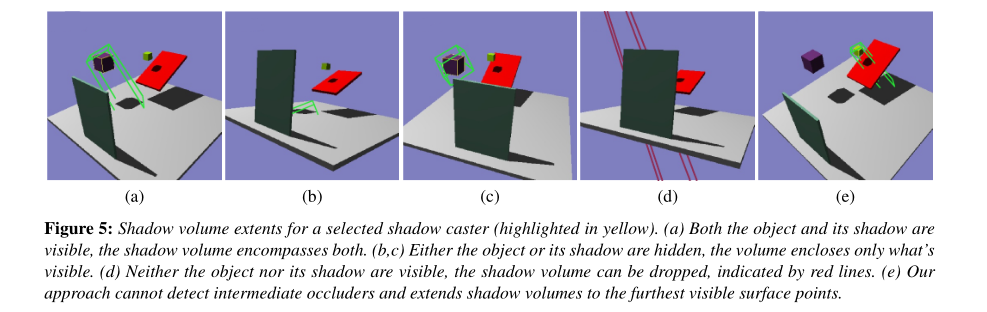 (a) (b) (c) (d) (e)
Figure 5: Shadow volume extents for a selected shadow caster (highlighted in yellow). (a) Both the object and its shadow are
visible, the shadow volume encompasses both. (b,c) Either the object or its shadow are hidden, the volume encloses only what's
visible. (d) Neither the object nor its shadow are visible, the shadow volume can be dropped, indicated by red lines. (e) Our
approach cannot detect intermediate occluders and extends shadow volumes to the furthest visible surface points.